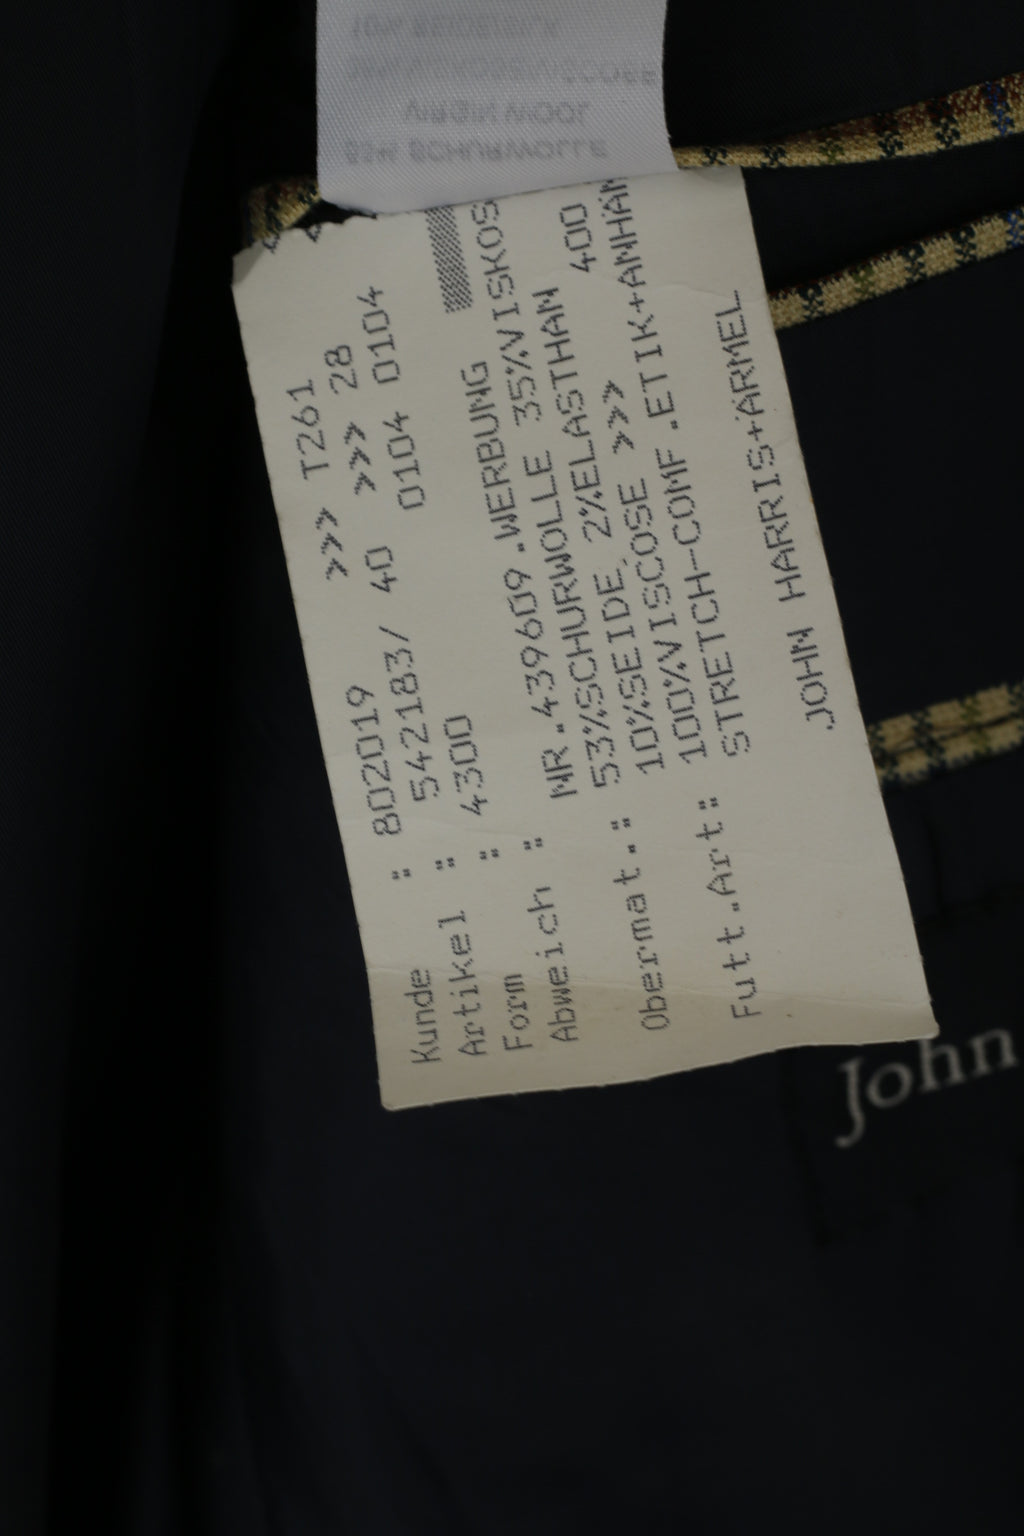 Kunde : 802019 >>> T261
Artikel : 542183/ 40 >>> 28
Form : 4300 0104 0104
Abweich :
NR.439609.WERBUNG
Obermat.: 53%SCHURWOLLE 35%VISKOS
10%SEIDE, 2%ELASTHAN
Futt.Art: 100%VISCOSE >>> 400
STRETCH-COMF.ETIK+ANHAN
JOHN HARRIS+ÄRMEL
John